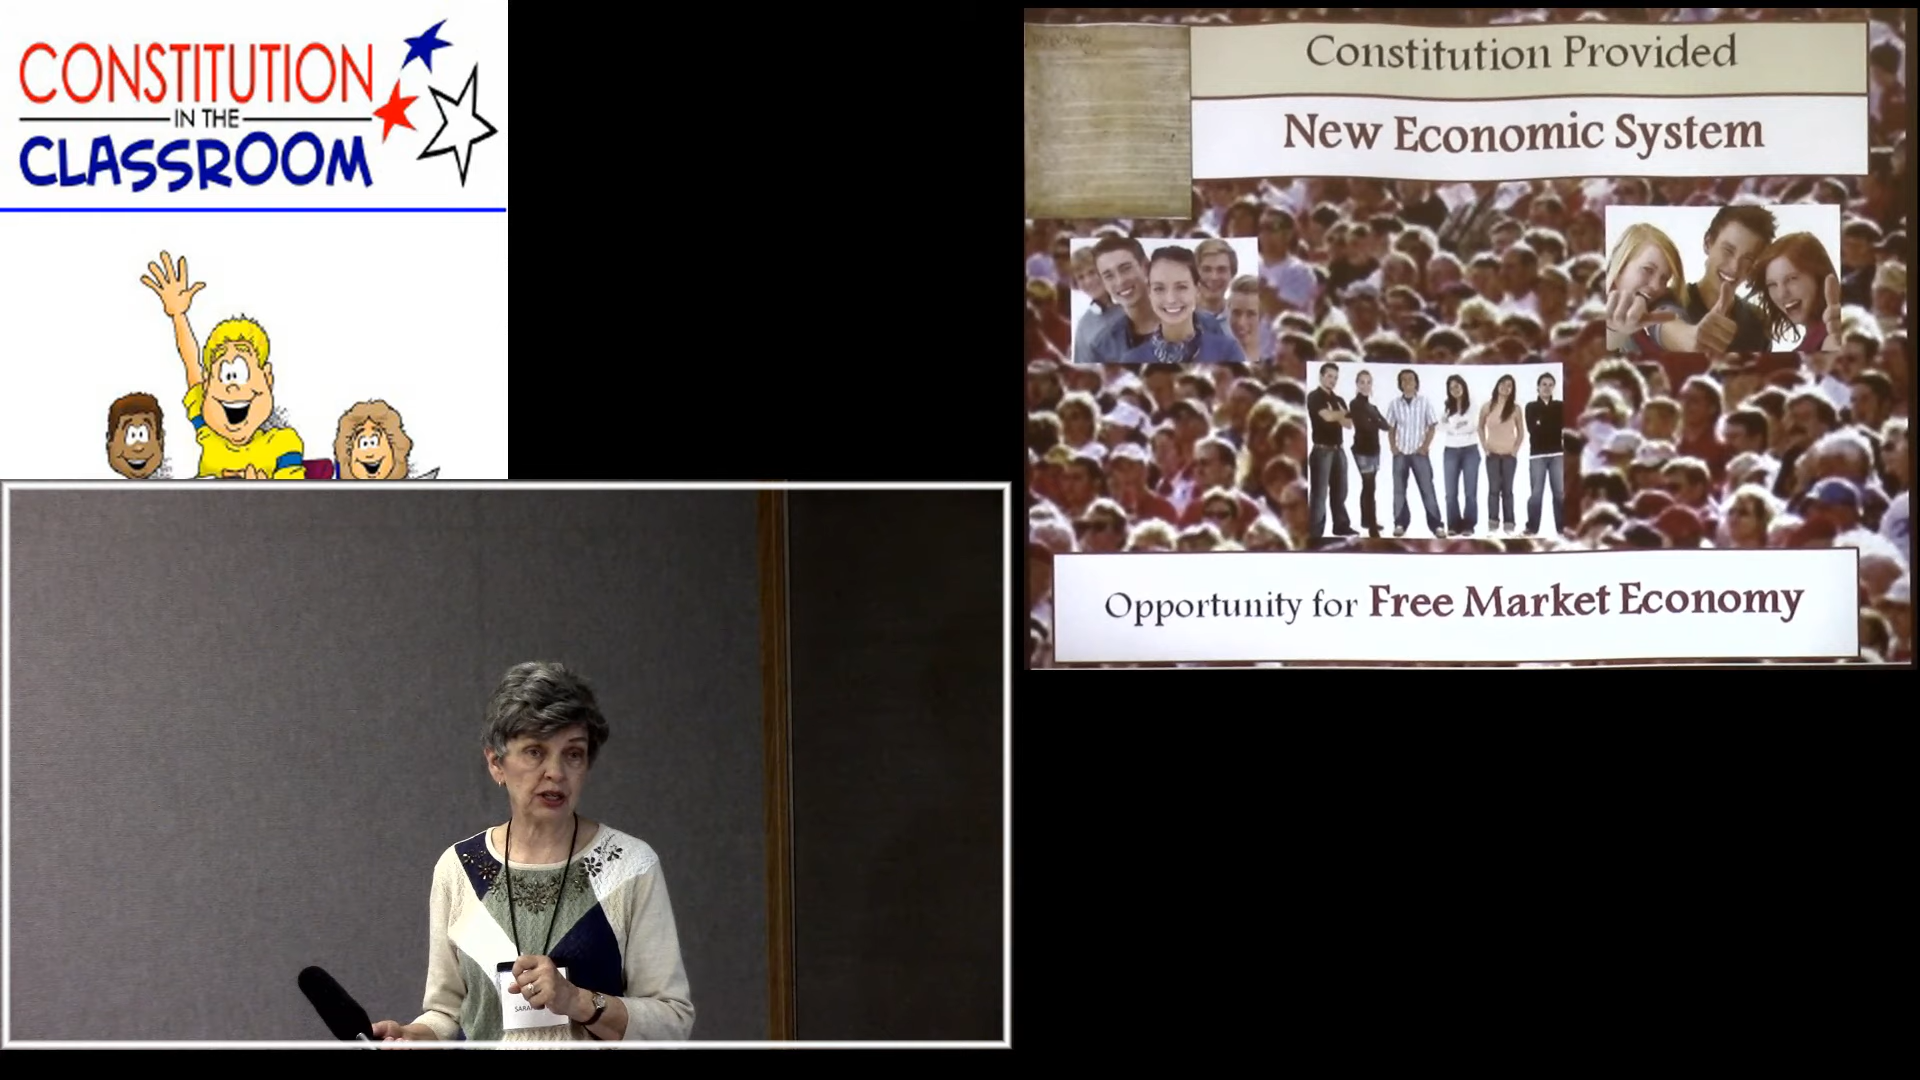 CONSTITUTION
IN THE
CLASSROOM
Constitution Provided
New Economic System
Opportunity for Free Market Economy